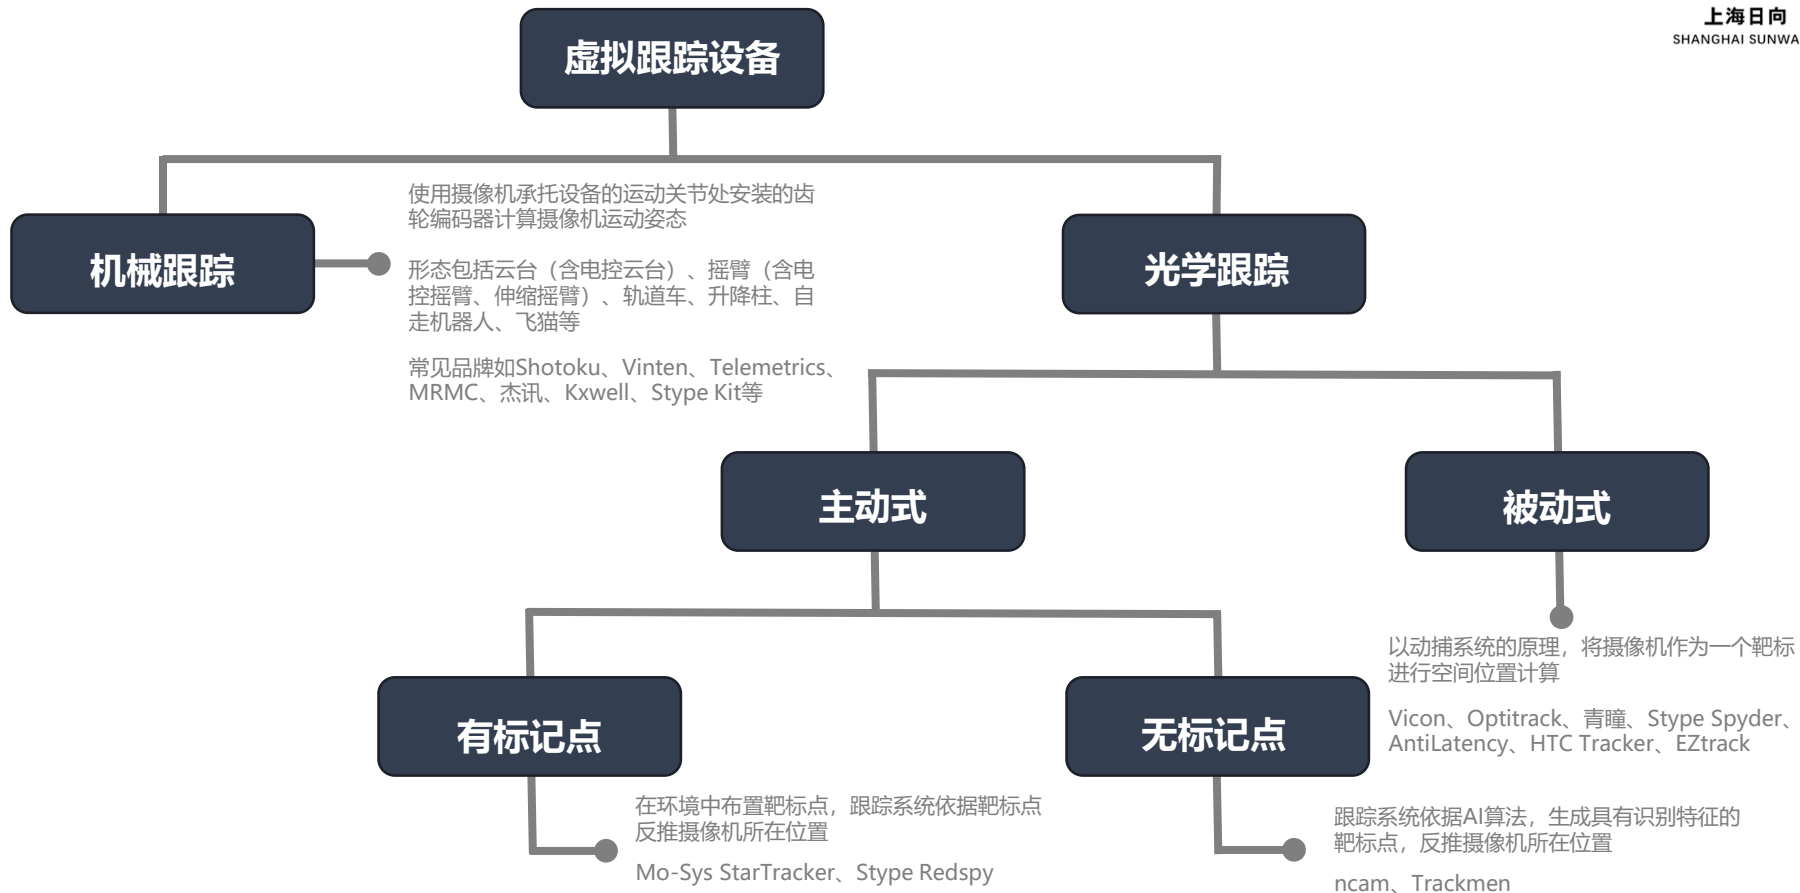 上海日向
SHANGHAI SUNWA
虚拟跟踪设备
机械跟踪
使用摄像机承托设备的运动关节处安装的齿
轮编码器计算摄像机运动姿态
形态包括云台（含电控云台）、摇臂（含电
控摇臂、伸缩摇臂）、轨道车、升降柱、自
走机器人、飞猫等
常见品牌如Shotoku、Vinten、Telemetrics、
MRMC、杰讯、Kxwell、Stype Kit等
光学跟踪
主动式
被动式
以动捕系统的原理，将摄像机作为一个靶标
进行空间位置计算
Vicon、Optitrack、青瞳、Stype Spyder、
AntiLatency、HTC Tracker、EZtrack
有标记点
在环境中布置靶标点，跟踪系统依据靶标点
反推摄像机所在位置
Mo-Sys StarTracker、Stype Redspy
无标记点
跟踪系统依据AI算法，生成具有识别特征的
靶标点，反推摄像机所在位置
ncam、Trackmen